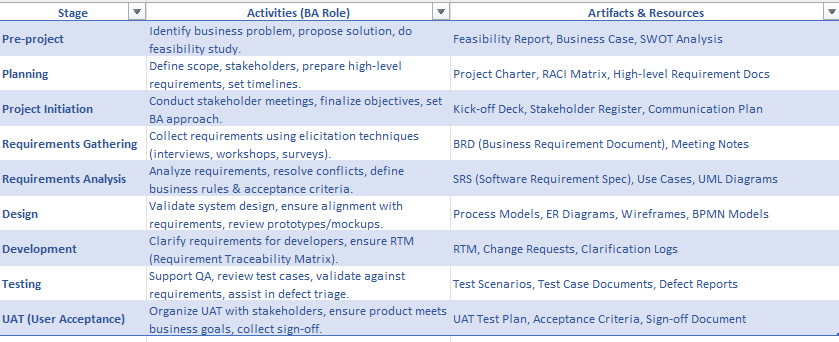 Stage Activities (BA Role) Artifacts & Resources
Pre-project Identify business problem, propose solution, do feasibility study. Feasibility Report, Business Case, SWOT Analysis
Planning Define scope, stakeholders, prepare high-level requirements, set timelines. Project Charter, RACI Matrix, High-level Requirement Docs
Project Initiation Conduct stakeholder meetings, finalize objectives, set BA approach. Kick-off Deck, Stakeholder Register, Communication Plan
Requirements Gathering Collect requirements using elicitation techniques (interviews, workshops, surveys). BRD (Business Requirement Document), Meeting Notes
Requirements Analysis Analyze requirements, resolve conflicts, define business rules & acceptance criteria. SRS (Software Requirement Spec), Use Cases, UML Diagrams
Design Validate system design, ensure alignment with requirements, review prototypes/mockups. Process Models, ER Diagrams, Wireframes, BPMN Models
Development Clarify requirements for developers, ensure RTM (Requirement Traceability Matrix). RTM, Change Requests, Clarification Logs
Testing Support QA, review test cases, validate against requirements, assist in defect triage. Test Scenarios, Test Case Documents, Defect Reports
UAT (User Acceptance) Organize UAT with stakeholders, ensure product meets business goals, collect sign-off. UAT Test Plan, Acceptance Criteria, Sign-off Document